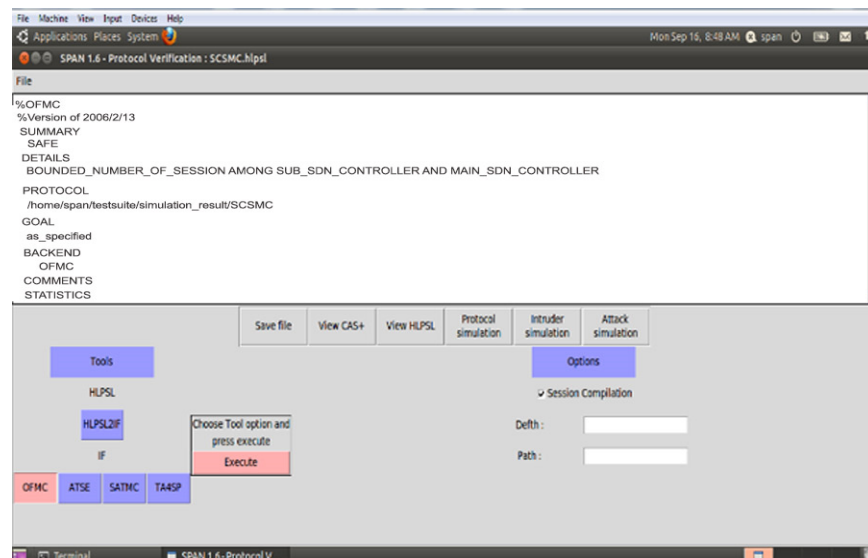 File Machine View Input Devices Help
Applications Places System Mon Sep 16, 8:48 AM span
SPAN 1.6 - Protocol Verification : SCSMC.hlpsl
File
%OFMC
%Version of 2006/2/13
SUMMARY
SAFE
DETAILS
BOUNDED_NUMBER_OF_SESSION AMONG SUB_SDN_CONTROLLER AND MAIN_SDN_CONTROLLER
PROTOCOL
/home/span/testsuite/simulation_result/SCSMC
GOAL
as_specified
BACKEND
OFMC
COMMENTS
STATISTICS
Save file View CAS+ View HLPSL Protocol simulation Intruder simulation Attack simulation
Tools Options
HLPSL Session Compilation
HLPSL2IF
Choose Tool option and
press execute
Execute
Defth :
IF
Path :
OFMC ATSE SATMC TA4SP
Terminal SPAN 1.6 - Protocol V...